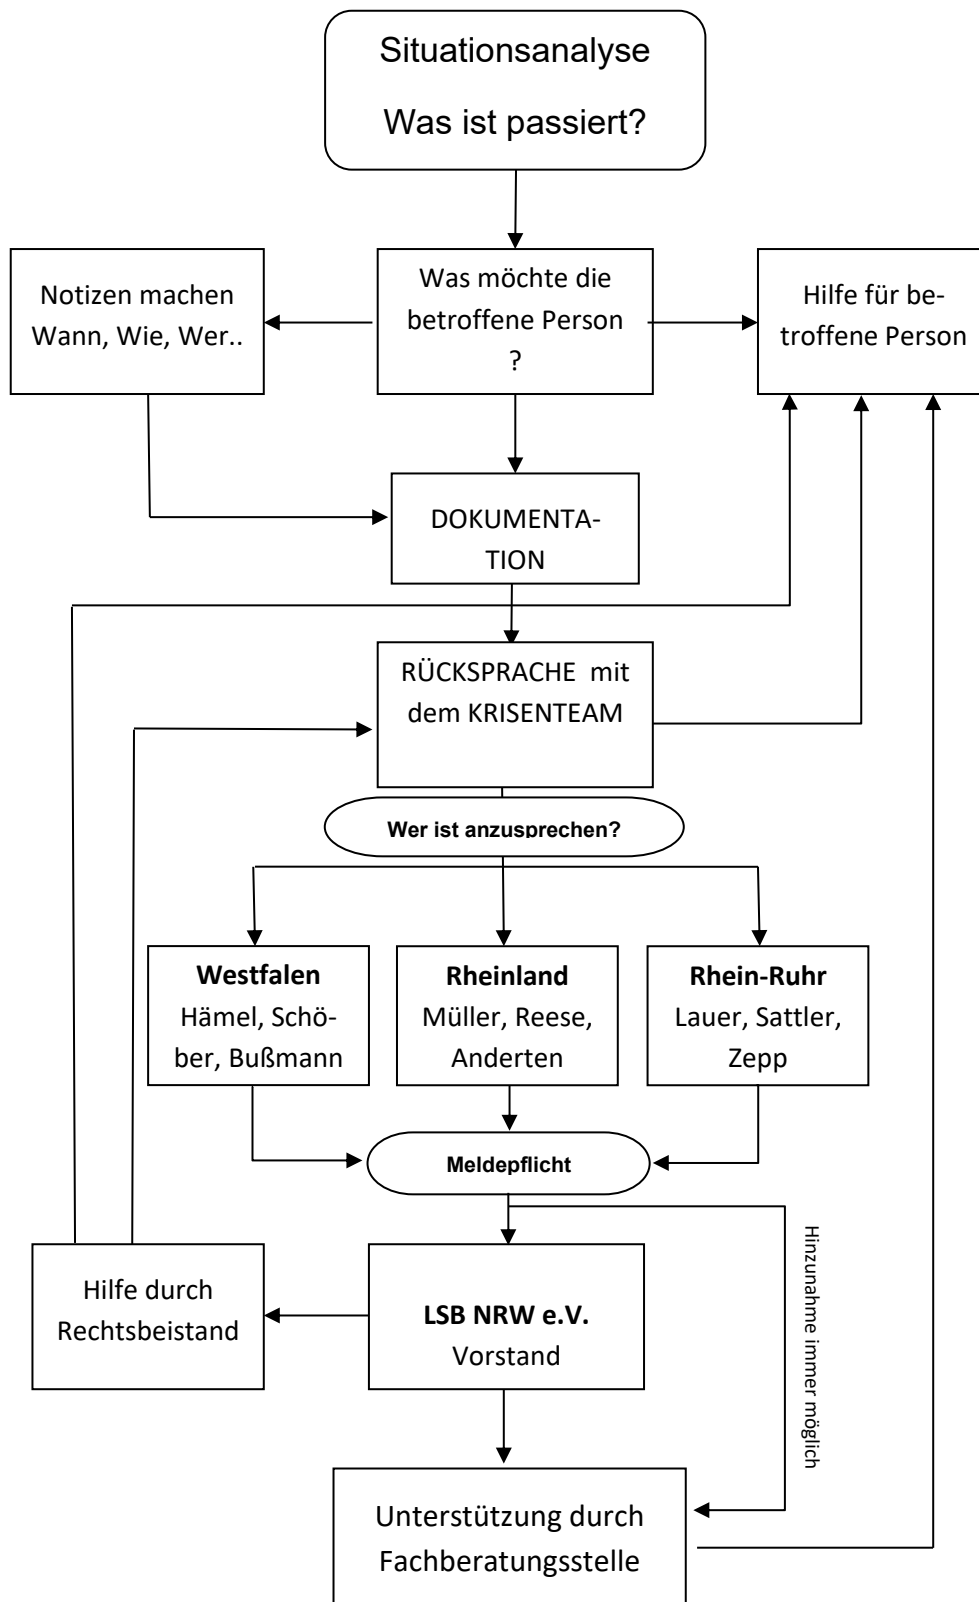 Situationsanalyse
Was ist passiert?
Notizen machen
Wann, Wie, Wer..
Was möchte die
betroffene Person
?
Hilfe für be-
troffene Person
DOKUMENTA-
TION
RÜCKSPRACHE mit
dem KRISENTEAM
Wer ist anzusprechen?
Westfalen
Hämel, Schö-
ber, Bußmann
Rheinland
Müller, Reese,
Anderten
Rhein-Ruhr
Lauer, Sattler,
Zepp
Meldepflicht
Hinzunahme immer möglich
Hilfe durch
Rechtsbeistand
LSB NRW e.V.
Vorstand
Unterstützung durch
Fachberatungsstelle